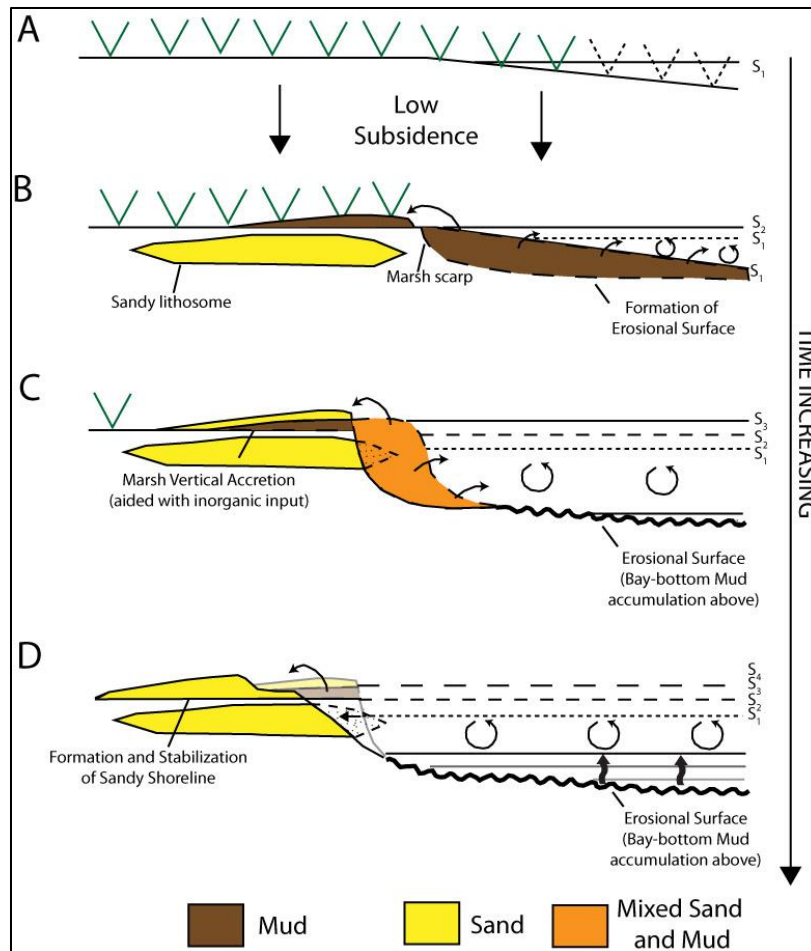 A
S1
Low
Subsidence
B
S2
S1
S1
Marsh scarp
Sandy lithosome
Formation of
Erosional Surface
TIME INCREASING
C
S3
S2
S1
Marsh Vertical Accretion
(aided with inorganic input)
Erosional Surface
(Bay-bottom Mud
accumulation above)
D
S4
S3
S2
S1
Formation and Stabilization
of Sandy Shoreline
Erosional Surface
(Bay-bottom Mud
accumulation above)
Mud
Sand
Mixed Sand
and Mud